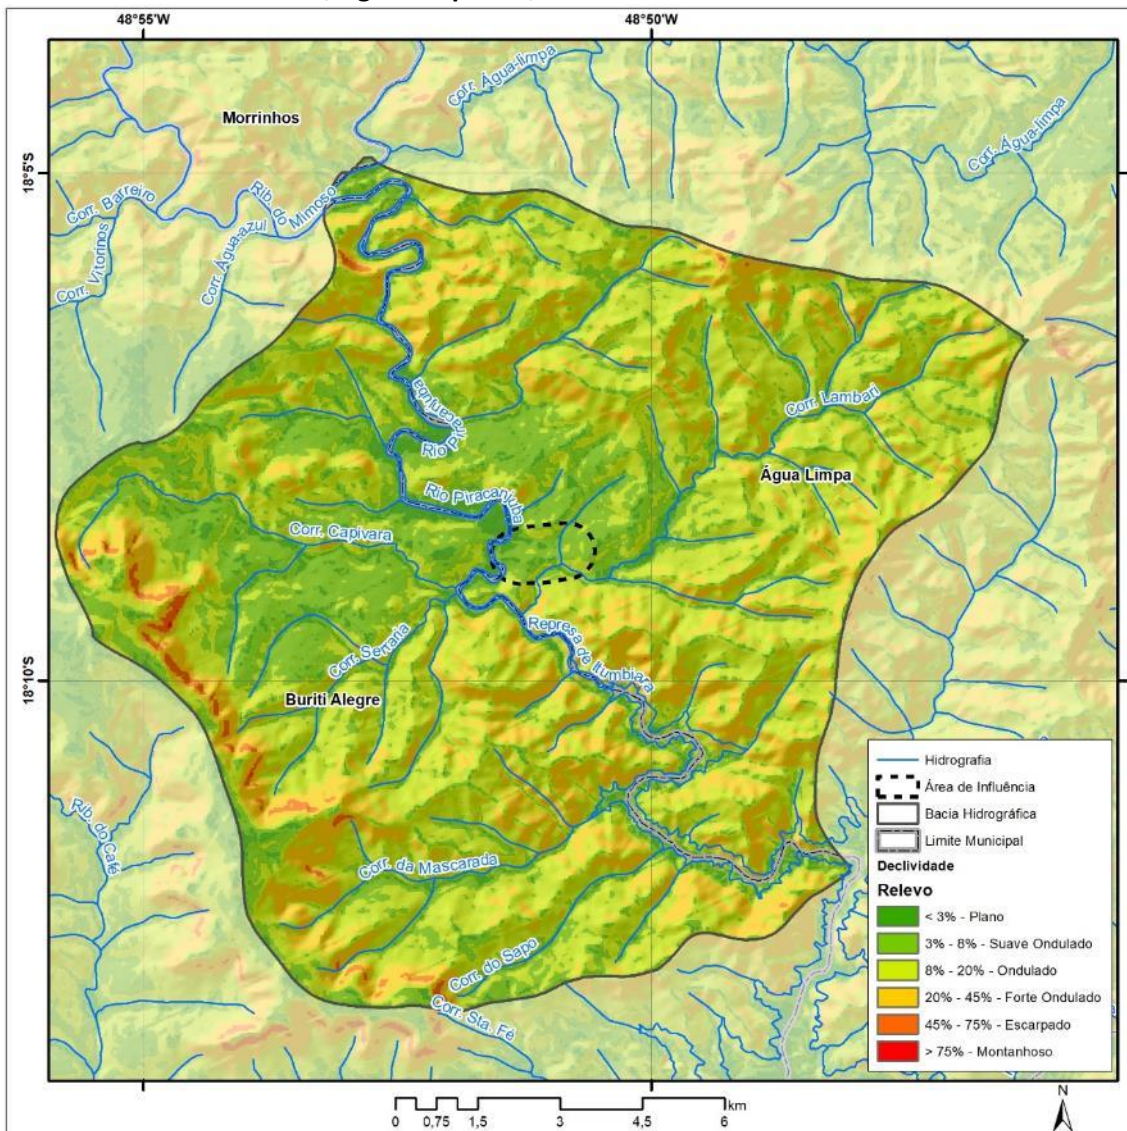 48°55'W
48°50'W
18°5'S
18°10'S
Morrinhos
Corr. Água-limpa
Corr. Água-limpa
Corr. Barreiro
Rib. do Mimoso
Corr. Vitorinos
Corr. Água-azul
Rio Piracanjuba
Corr. Lambari
Água Limpa
Rio Piracanjuba
Corr. Capivara
Represa de Itumbiara
Corr. Serraria
Buriti Alegre
Rib. do Café
Corr. da Mascarada
Corr. do Sapo
Corr. Sta. Fé
Hidrografia
Área de Influência
Bacia Hidrográfica
Limite Municipal
Declividade
Relevo
< 3% - Plano
3% - 8% - Suave Ondulado
8% - 20% - Ondulado
20% - 45% - Forte Ondulado
45% - 75% - Escarpado
> 75% - Montanhoso
km
0 0,75 1,5 3 4,5 6
N